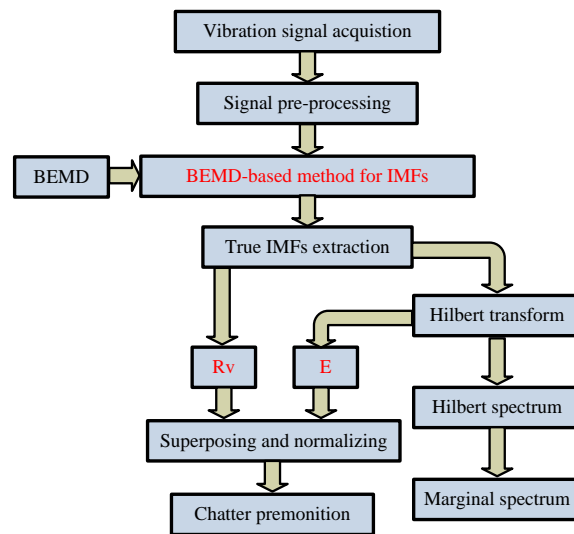 Vibration signal acquistion
Signal pre-processing
BEMD
BEMD-based method for IMFs
True IMFs extraction
Hilbert transform
Rv
E
Hilbert spectrum
Superposing and normalizing
Marginal spectrum
Chatter premonition